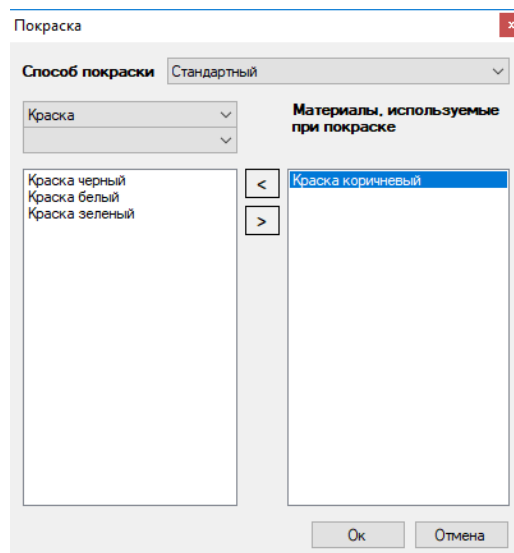 Покраска
x
Способ покраски Стандартный
Краска
Материалы, используемые
при покраске
Краска черный
Краска белый
Краска зеленый
<
>
Краска коричневый
Ок Отмена